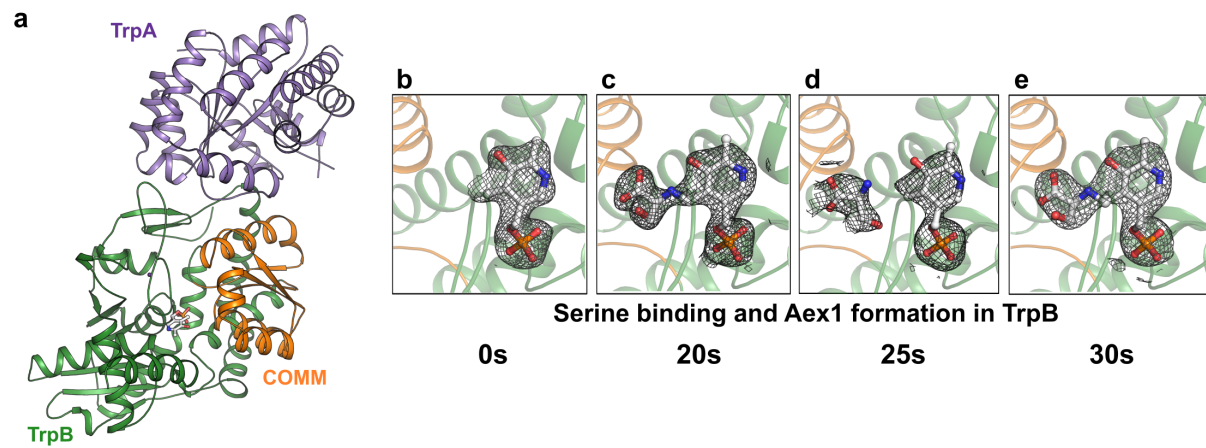 a
TrpA
COMM
TrpB
b c d e
Serine binding and Aex1 formation in TrpB
0s 20s 25s 30s